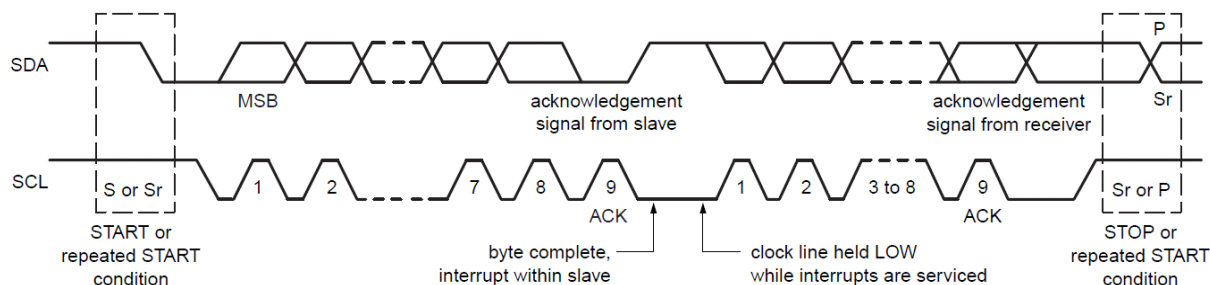 P
SDA
MSB
acknowledgement
signal from slave
acknowledgement
signal from receiver
Sr
SCL
S or Sr
1
2
7
8
9
1
2
3 to 8
9
Sr or P
ACK
ACK
START or
repeated START
condition
byte complete,
interrupt within slave
clock line held LOW
while interrupts are serviced
STOP or
repeated START
condition